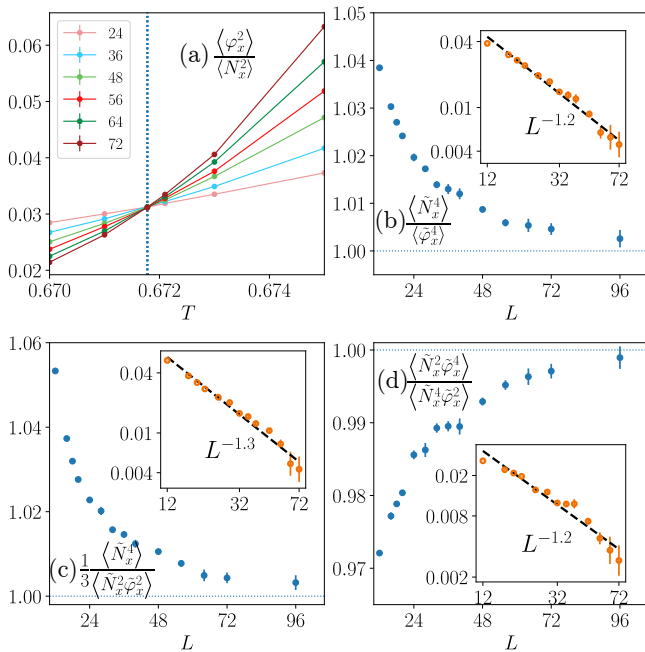 0.06
0.05
0.04
0.03
0.02
24
36
48
56
64
72
(a) ⟨φ_x^2⟩ / ⟨N_x^2⟩
0.670 0.672 0.674
T
1.05
1.04
1.03
1.02
1.01
1.00
0.04
0.01
0.004
L^{-1.2}
12 32 72
(b) ⟨Ñ_x^4⟩ / ⟨φ̃_x^4⟩
24 48 72 96
L
1.06
1.04
1.02
1.00
0.04
0.01
0.004
L^{-1.3}
12 32 72
(c) 1/3 ⟨Ñ_x^4⟩ / ⟨Ñ_x^2 φ̃_x^2⟩
24 48 72 96
L
1.00
0.99
0.98
0.97
(d) ⟨Ñ_x^2 φ̃_x^4⟩ / ⟨Ñ_x^4 φ̃_x^2⟩
0.02
0.008
0.002
L^{-1.2}
12 32 72
24 48 72 96
L